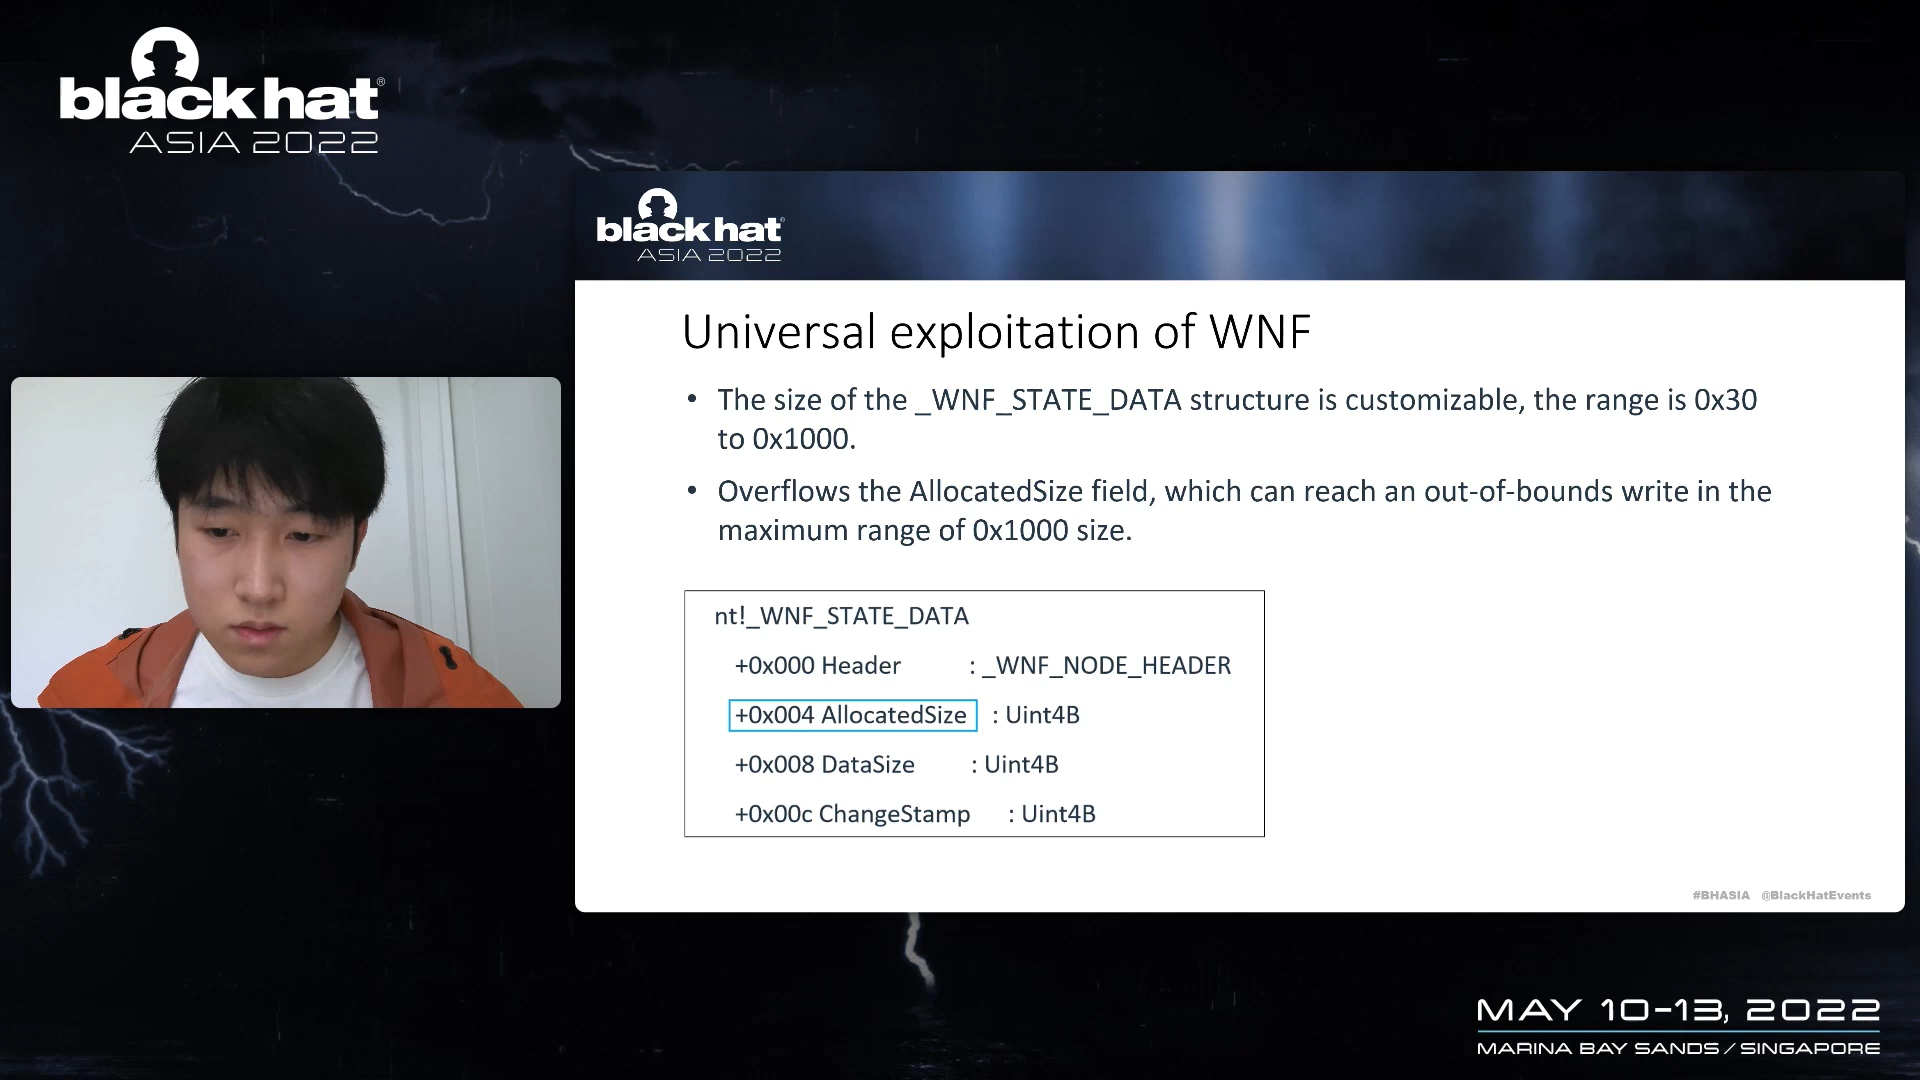 black hat®
ASIA 2022
black hat®
ASIA 2022
Universal exploitation of WNF
• The size of the _WNF_STATE_DATA structure is customizable, the range is 0x30
to 0x1000.
• Overflows the AllocatedSize field, which can reach an out-of-bounds write in the
maximum range of 0x1000 size.
nt!_WNF_STATE_DATA
+0x000 Header : _WNF_NODE_HEADER
+0x004 AllocatedSize : Uint4B
+0x008 DataSize : Uint4B
+0x00c ChangeStamp : Uint4B
#BHASIA @BlackHatEvents
MAY 10-13, 2022
MARINA BAY SANDS / SINGAPORE